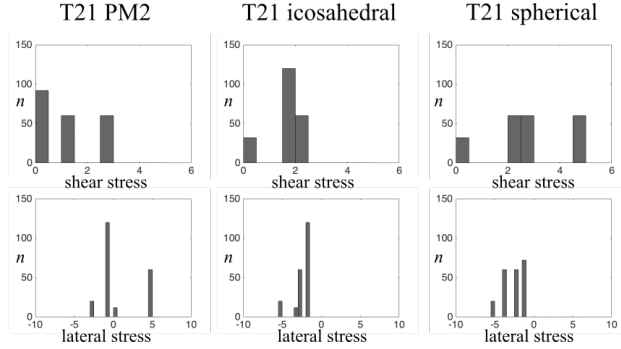 T21 PM2 T21 icosahedral T21 spherical
150 150 150
n 100 n 100 n 100
50 50 50
0 0 0
0 2 4 6 0 2 4 6 0 2 4 6
shear stress shear stress shear stress
150 150 150
100 100 100
n n n
50 50 50
0 0 0
-10 -5 0 5 10 -10 -5 0 5 10 -10 -5 0 5 10
lateral stress lateral stress lateral stress